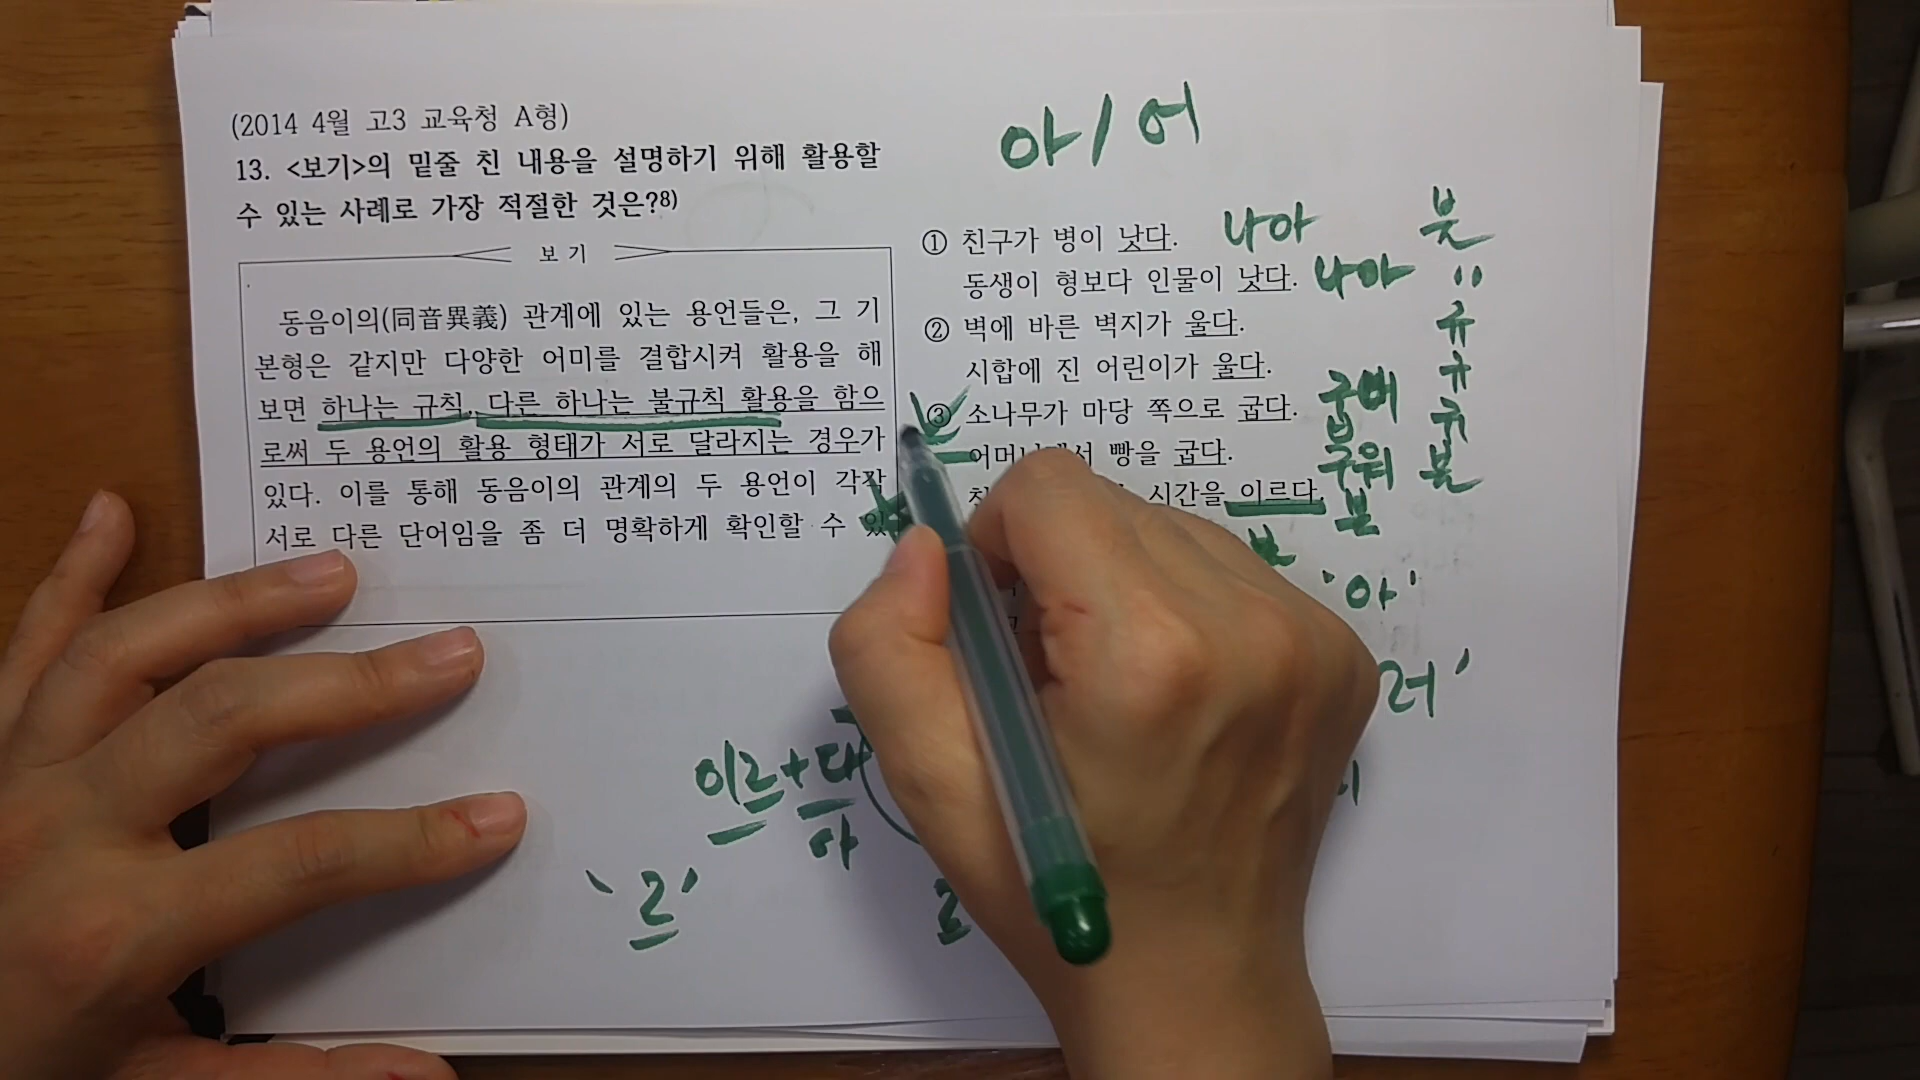 (2014 4월 고3 교육청 A형)
13. <보기>의 밑줄 친 내용을 설명하기 위해 활용할
수 있는 사례로 가장 적절한 것은?8)
보 기
동음이의(同音異義) 관계에 있는 용언들은, 그 기
본형은 같지만 다양한 어미를 결합시켜 활용을 해
보면 하나는 규칙, 다른 하나는 불규칙 활용을 함으
로써 두 용언의 활용 형태가 서로 달라지는 경우가
있다. 이를 통해 동음이의 관계의 두 용언이 각각
서로 다른 단어임을 좀 더 명확하게 확인할 수 있
아/어
① 친구가 병이 낫다. 나아
동생이 형보다 인물이 낫다. 나아
② 벽에 바른 벽지가 울다.
시합에 진 어린이가 울다.
③ 소나무가 마당 쪽으로 굽다. 굽어
빵을 굽다. 구워
시간을 이르다. 불
불
'아'
러'
붓
"
규
규
규
불
이르+다
아
'르'